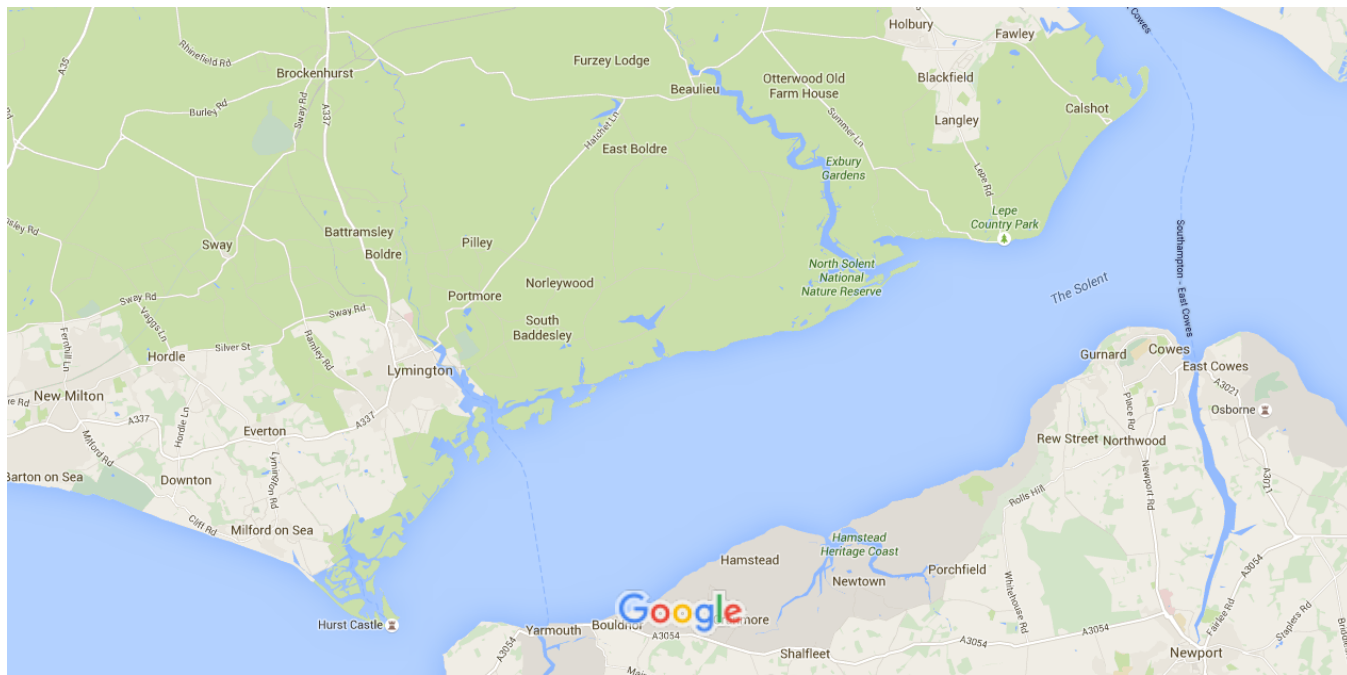 Cowes
Holbury
Fawley
A35
Rhinefield Rd
Furzey Lodge
Brockenhurst
Blackfield
Beaulieu
Otterwood Old
Farm House
Burley Rd
Sway Rd
A337
Hatchet Ln
Summer Ln
Calshot
Langley
East Boldre
Exbury
Gardens
Lepe Rd
Lepe
Country Park
Battramsley
Sway
Pilley
Boldre
Southampton - East Cowes
North Solent
National
Nature Reserve
The Solent
Norleywood
Portmore
Sway Rd
Sway Rd
Vaggs Ln
South
Baddesley
Fernhill Ln
Silver St
Ramley Rd
Hordle
Gurnard
Cowes
East Cowes
Lymington
A3021
New Milton
Place Rd
Osborne
A337
Hordle Ln
A337
Everton
Milford Rd
Rew Street
Northwood
Barton on Sea
Downton
Lymington Rd
Newport Rd
A3021
Rolls Hill
Cliff Rd
Milford on Sea
Hamstead
Heritage Coast
Hamstead
Newtown
Porchfield
A3054
Whitehouse Rd
Google
Hurst Castle
Yarmouth
A3054
A3054
A3054
Shalfleet
Fairlee Rd
Staplers Rd
Newport